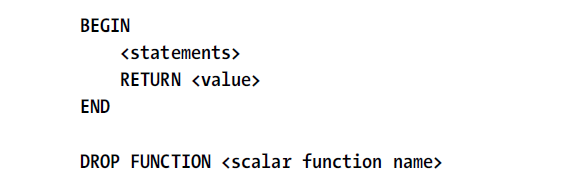 BEGIN
<statements>
RETURN <value>
END
DROP FUNCTION <scalar function name>